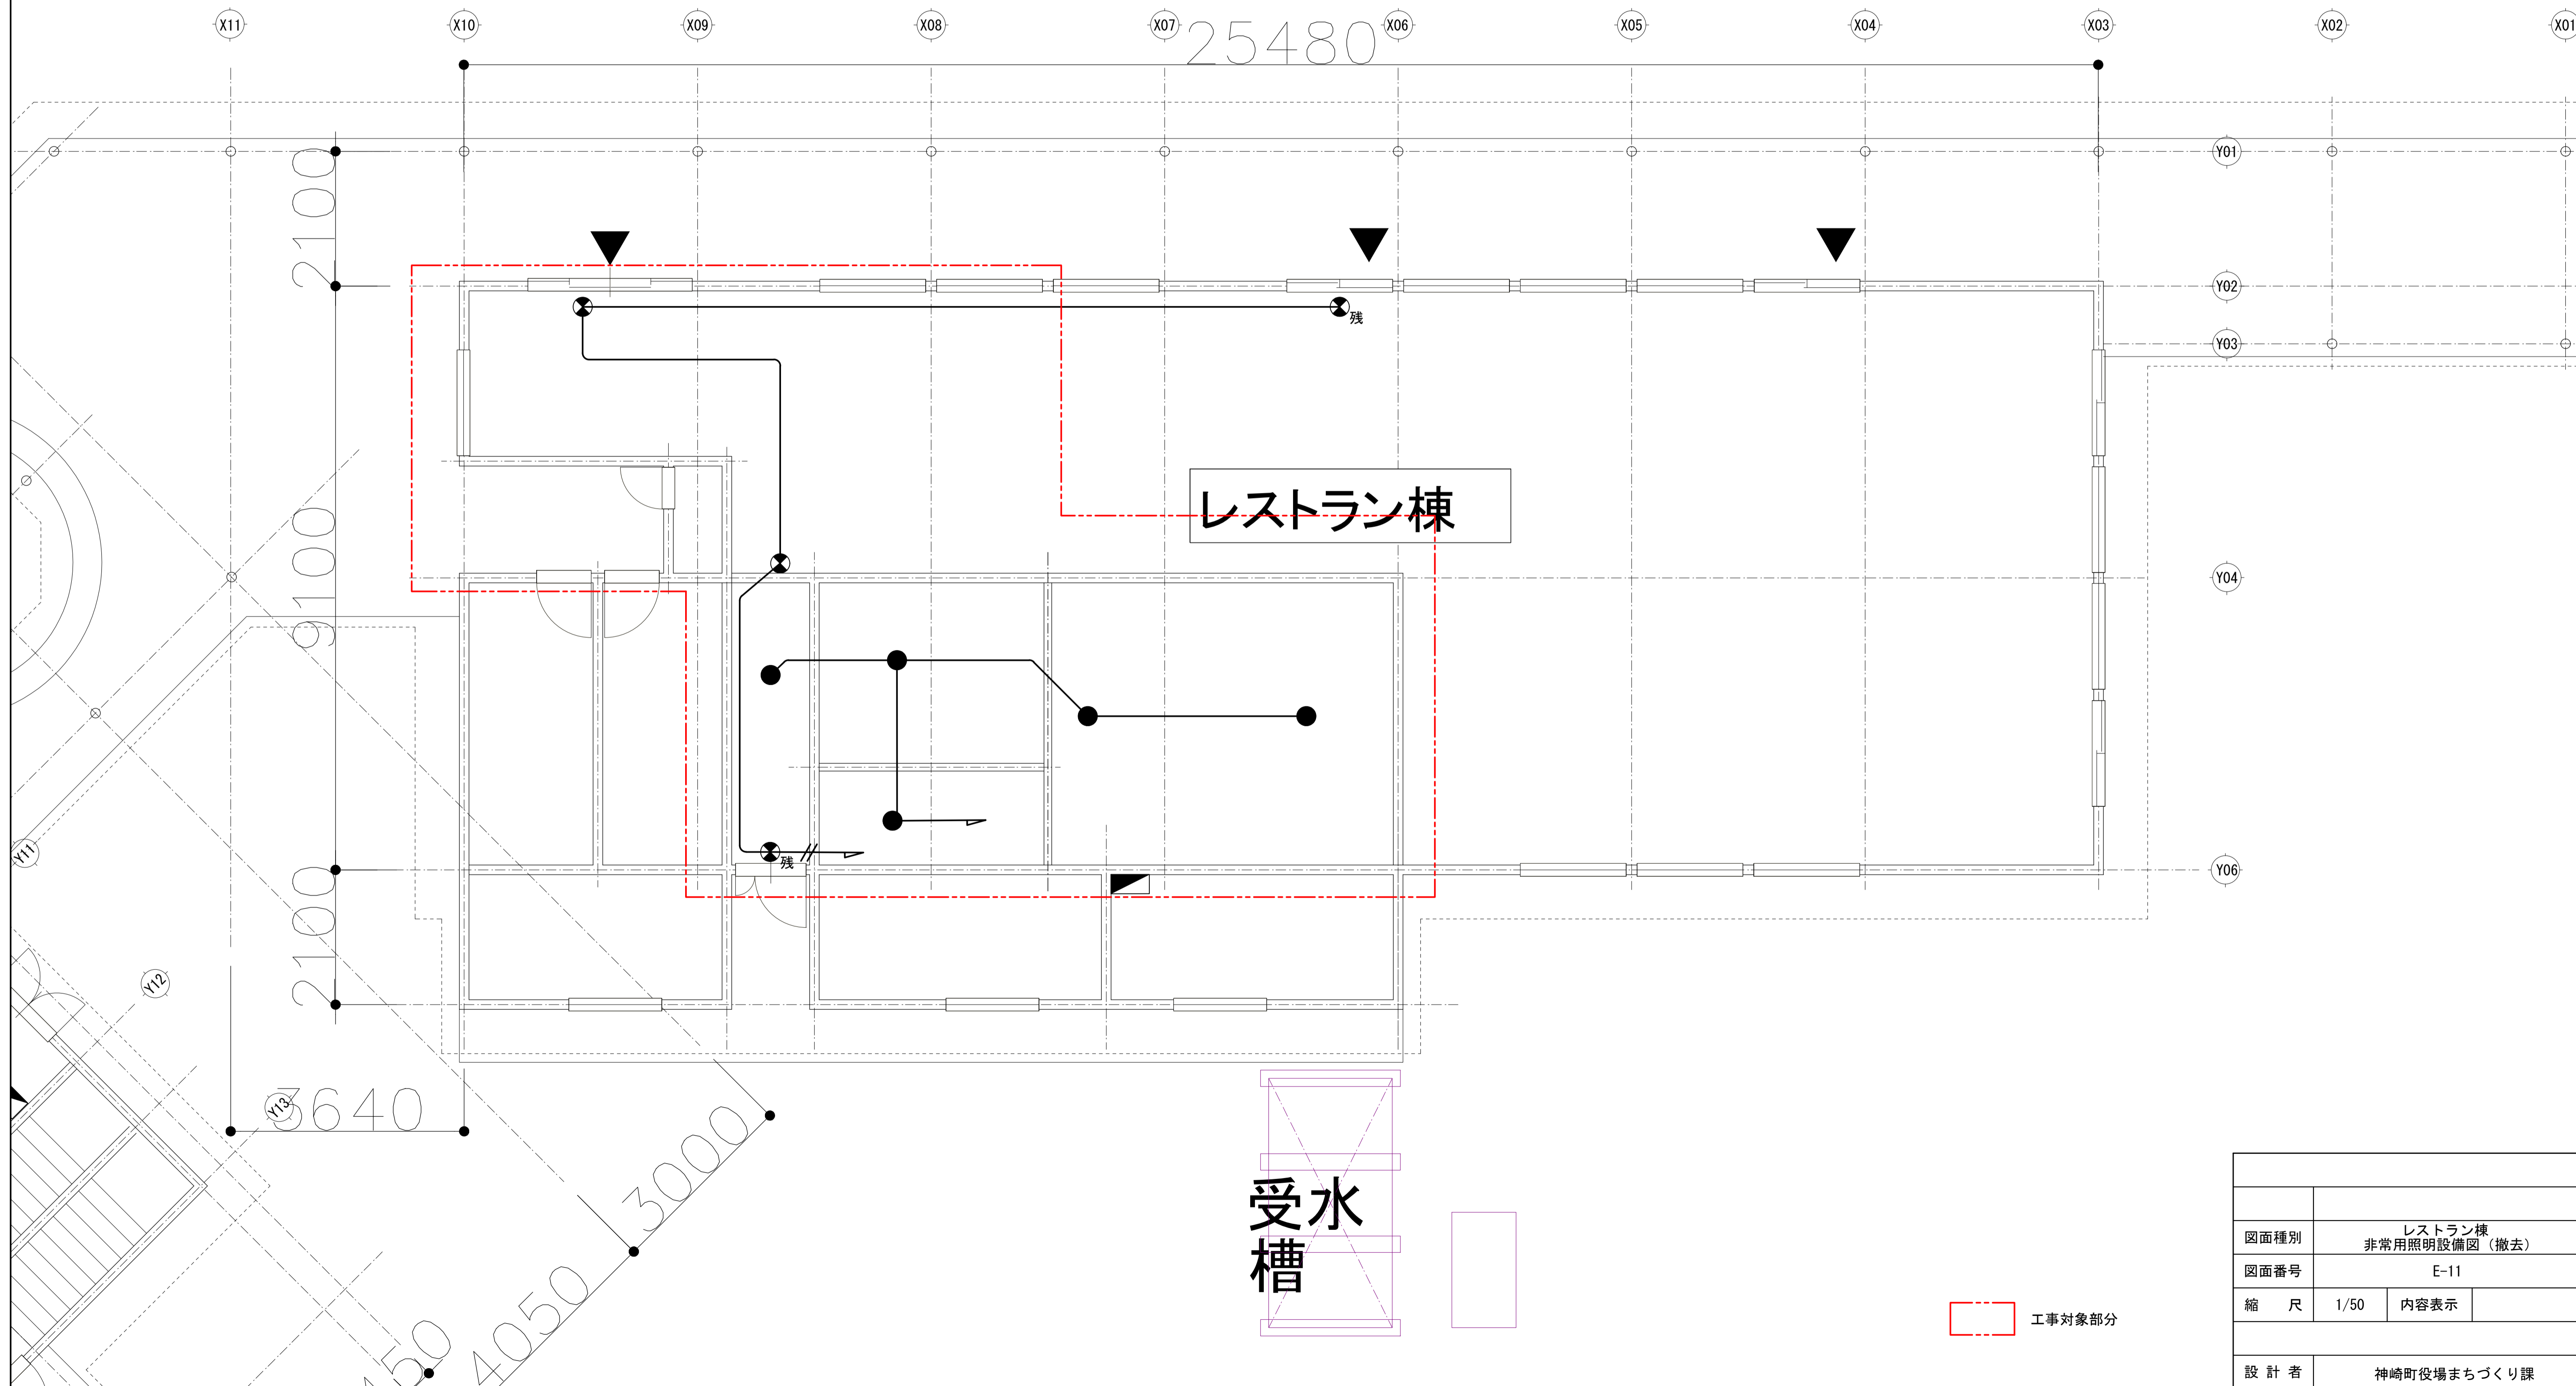 X11
X10
X09
X08
X07
X06
X05
X04
X03
X02
X01
25480
2100
Y01
Y02
残
Y03
レストラン棟
9100
Y04
残
Y11
2100
Y06
Y12
3640
Y13
3000
受水
槽
4050
図面種別
レストラン棟
非常用照明設備図（撤去）
図面番号
E-11
縮　尺
1/50
内容表示
工事対象部分
設計者
神崎町役場まちづくり課